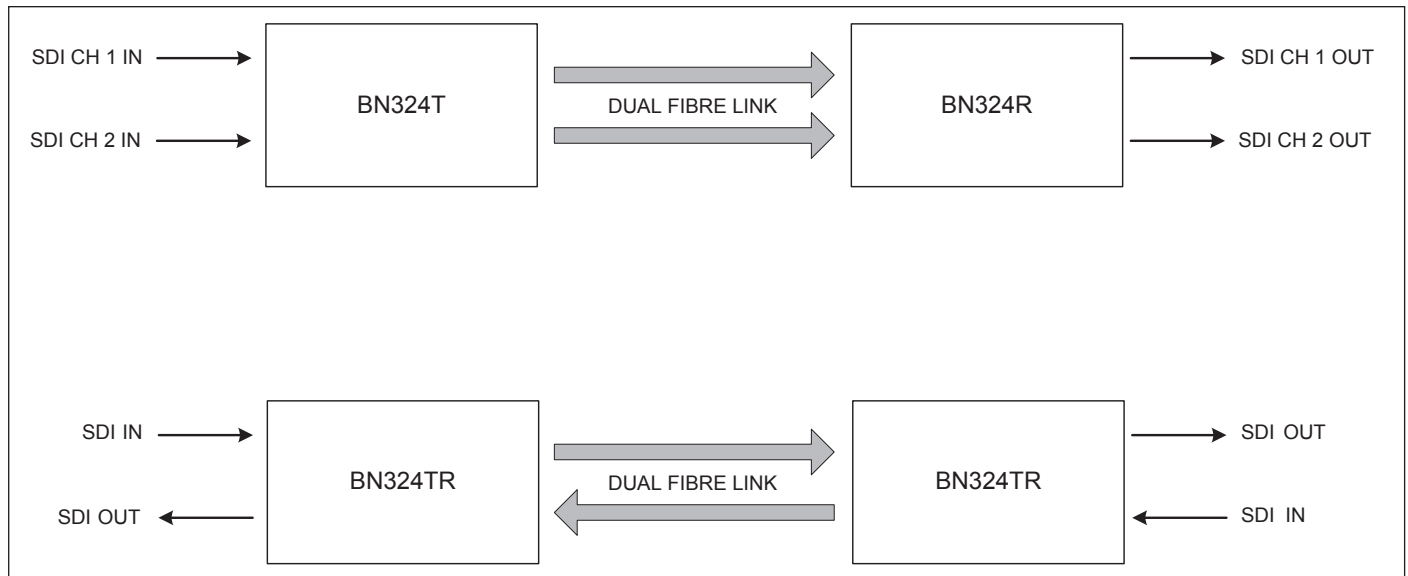 SDI CH 1 IN
SDI CH 2 IN
BN324T
DUAL FIBRE LINK
BN324R
SDI CH 1 OUT
SDI CH 2 OUT
SDI IN
SDI OUT
BN324TR
DUAL FIBRE LINK
BN324TR
SDI OUT
SDI IN